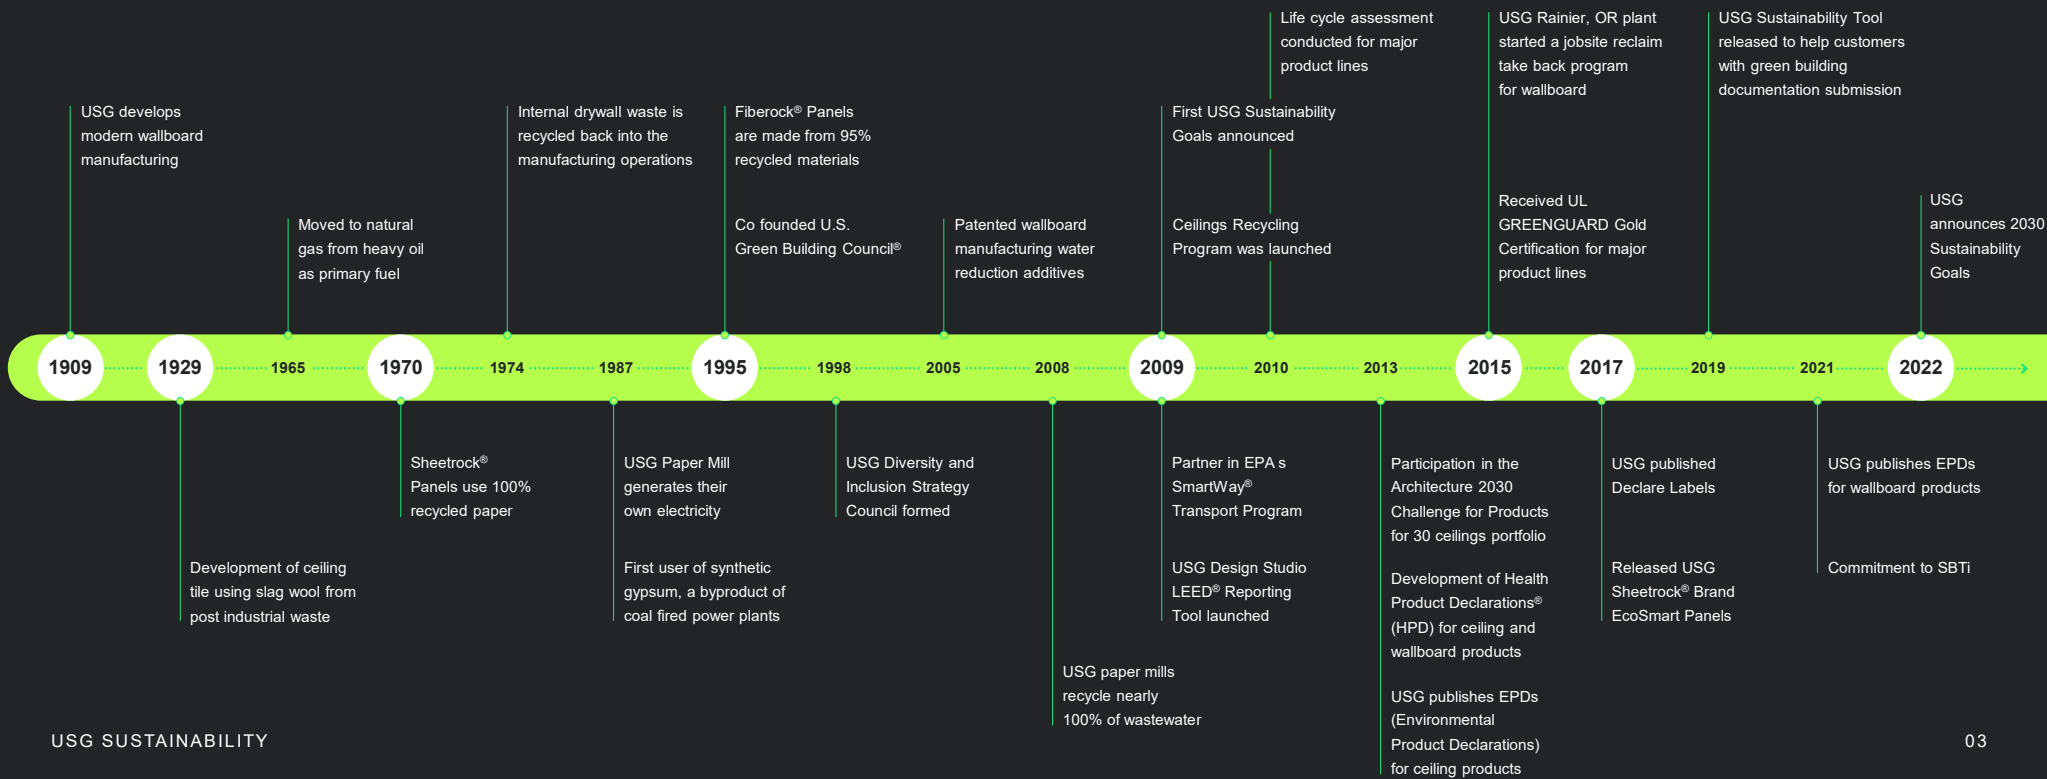 Life cycle assessment
conducted for major
product lines
USG Rainier, OR plant
started a jobsite reclaim
take back program
for wallboard
USG Sustainability Tool
released to help customers
with green building
documentation submission
USG develops
modern wallboard
manufacturing
Internal drywall waste is
recycled back into the
manufacturing operations
Fiberock® Panels
are made from 95%
recycled materials
First USG Sustainability
Goals announced
Moved to natural
gas from heavy oil
as primary fuel
Co founded U.S.
Green Building Council®
Patented wallboard
manufacturing water
reduction additives
Ceilings Recycling
Program was launched
Received UL
GREENGUARD Gold
Certification for major
product lines
USG
announces 2030
Sustainability
Goals
1909 1929 1965 1970 1974 1987 1995 1998 2005 2008 2009 2010 2013 2015 2017 2019 2021 2022
Sheetrock®
Panels use 100%
recycled paper
USG Paper Mill
generates their
own electricity
USG Diversity and
Inclusion Strategy
Council formed
Partner in EPA s
SmartWay®
Transport Program
Participation in the
Architecture 2030
Challenge for Products
for 30 ceilings portfolio
USG published
Declare Labels
USG publishes EPDs
for wallboard products
Development of ceiling
tile using slag wool from
post industrial waste
First user of synthetic
gypsum, a byproduct of
coal fired power plants
USG Design Studio
LEED® Reporting
Tool launched
Development of Health
Product Declarations®
(HPD) for ceiling and
wallboard products
Released USG
Sheetrock® Brand
EcoSmart Panels
Commitment to SBTi
USG paper mills
recycle nearly
100% of wastewater
USG publishes EPDs
(Environmental
Product Declarations)
for ceiling products
USG SUSTAINABILITY
03